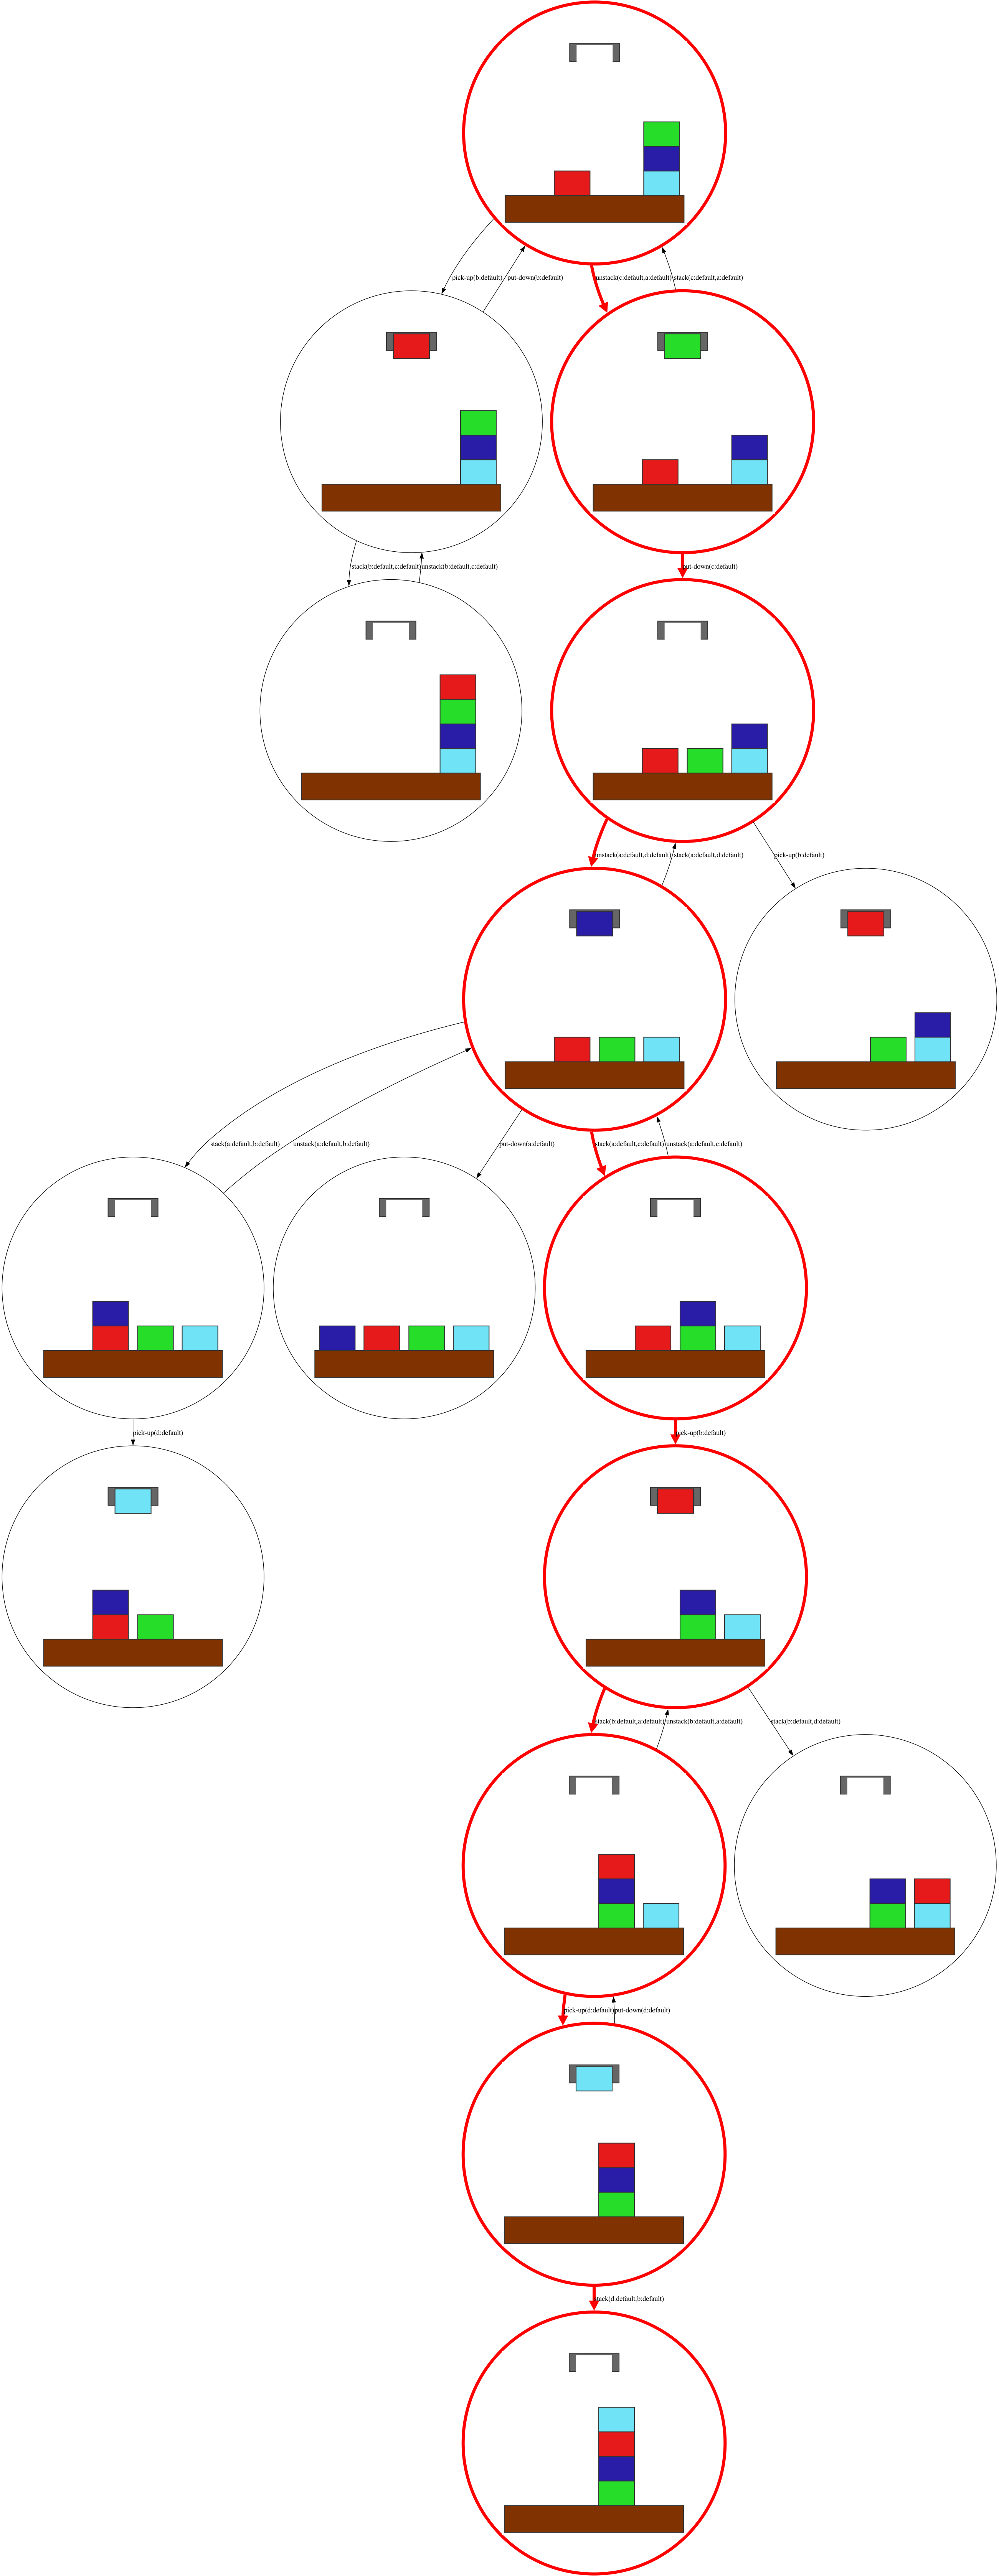 pick-up(b:default)
put-down(b:default)
unstack(c:default,a:default)
stack(c:default,a:default)
stack(b:default,c:default)
unstack(b:default,c:default)
put-down(c:default)
unstack(a:default,d:default)
stack(a:default,d:default)
pick-up(b:default)
stack(a:default,b:default)
unstack(a:default,b:default)
put-down(a:default)
stack(a:default,c:default)
unstack(a:default,c:default)
pick-up(d:default)
pick-up(b:default)
stack(b:default,a:default)
unstack(b:default,a:default)
stack(b:default,d:default)
pick-up(d:default)
put-down(d:default)
stack(d:default,b:default)